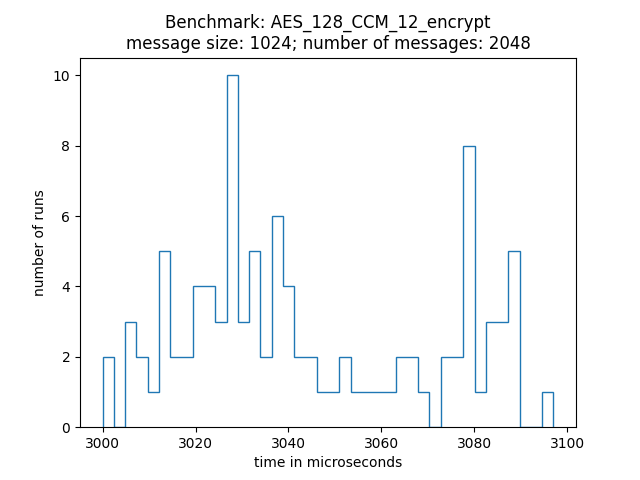 Benchmark: AES_128_CCM_12_encrypt
message size: 1024; number of messages: 2048
10
8
6
4
2
0
number of runs
3000 3020 3040 3060 3080 3100
time in microseconds